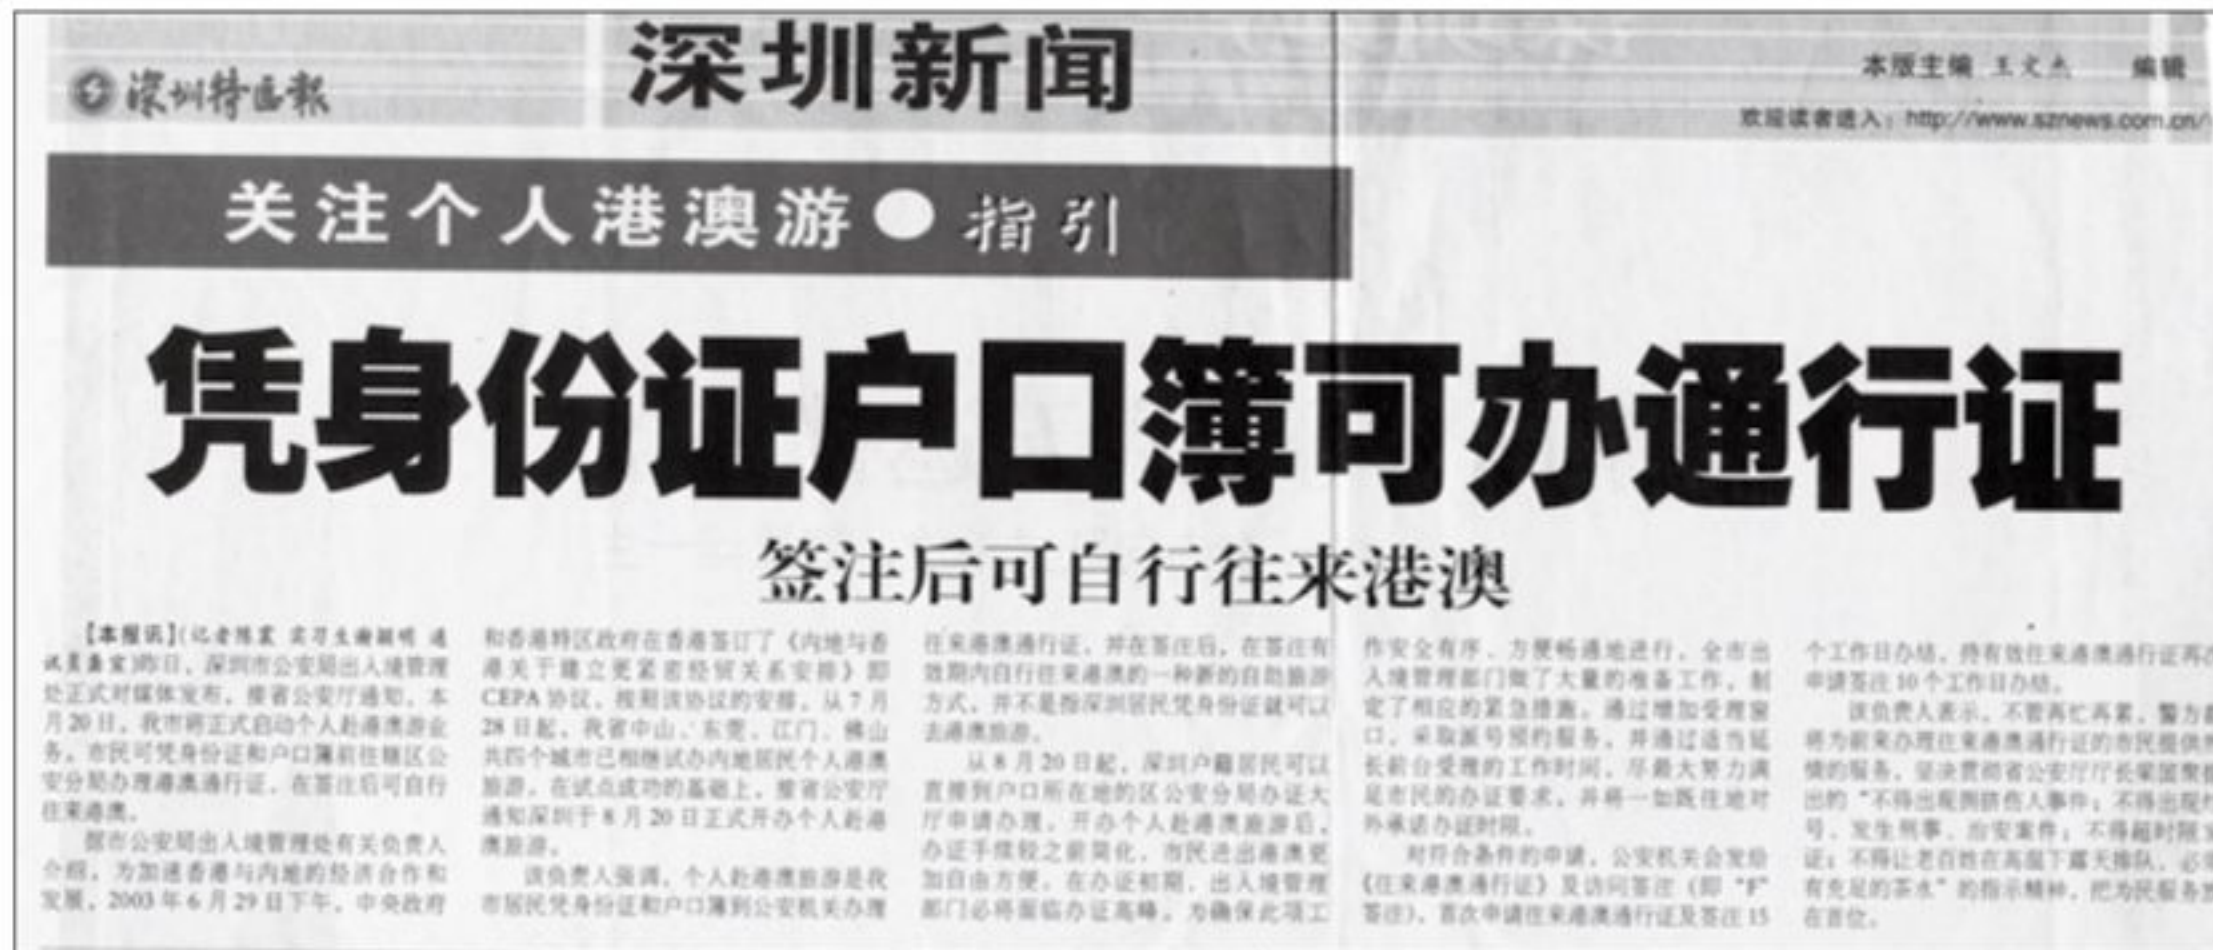 深圳特区報
深圳新闻
本版主编 王文杰 编辑
欢迎读者进入：http://www.sznews.com.cn/
关注个人港澳游●指引
凭身份证户口簿可办通行证
签注后可自行往来港澳
【本报讯】（记者陈震 实习生谢颖明 通
讯员 宣）昨日，深圳市公安局出入境管理
处正式对媒体发布，接省公安厅通知，本
月20日，我市将正式启动个人赴港澳游业
务。市民可凭身份证和户口簿前往辖区公
安分局办理港澳通行证，在签注后可自行
往来港澳。
据市公安局出入境管理处有关负责人
介绍，为加速香港与内地的经济合作和
发展，2003年6月29日下午，中央政府
和香港特区政府在香港签订了《内地与香
港关于建立更紧密经贸关系安排》即
CEPA协议。按照该协议的安排，从7月
28日起，我省中山、东莞、江门、佛山
共四个城市已相继试办内地居民个人港澳
旅游。在试点成功的基础上，接省公安厅
通知深圳于8月20日正式开办个人赴港
澳旅游。
该负责人强调，个人赴港澳旅游是我
市居民凭身份证和户口簿到公安机关办理
往来港澳通行证，并在签注后，在签注有
效期内自行往来港澳的一种新的自助旅游
方式，并不是指深圳居民凭身份证就可以
去港澳旅游。
从8月20日起，深圳户籍居民可以
直接到户口所在地的区公安分局办证大
厅申请办理。开办个人赴港澳旅游后，
办证手续较之前简化，市民进出港澳更
加自由方便。在办证初期，出入境管理
部门必将面临办证高峰。为确保此项工
作安全有序、方便畅通地进行，全市出
入境管理部门做了大量的准备工作，制
定了相应的紧急措施。通过增加受理窗
口，采取派号预约服务，并通过适当延
长前台受理的工作时间，尽最大努力满
足市民的办证要求，并将一如既往地对
外承诺办证时限。
对符合条件的申请，公安机关会发给
《往来港澳通行证》及访问签注（即“F”
签注），首次申请往来港澳通行证及签注15
个工作日办结，持有效往来港澳通行证再次
申请签注10个工作日办结。
该负责人表示，不管再忙再累，警方都
将为前来办理往来港澳通行证的市民提供热
情的服务，坚决贯彻省公安厅厅长梁国聚提
出的“不得出现拥挤伤人事件；不得出现炒
号、发生刑事、治安案件；不得超时限发
证；不得让老百姓在高温下露天排队，必须
有充足的茶水”的指示精神，把为民服务放
在首位。